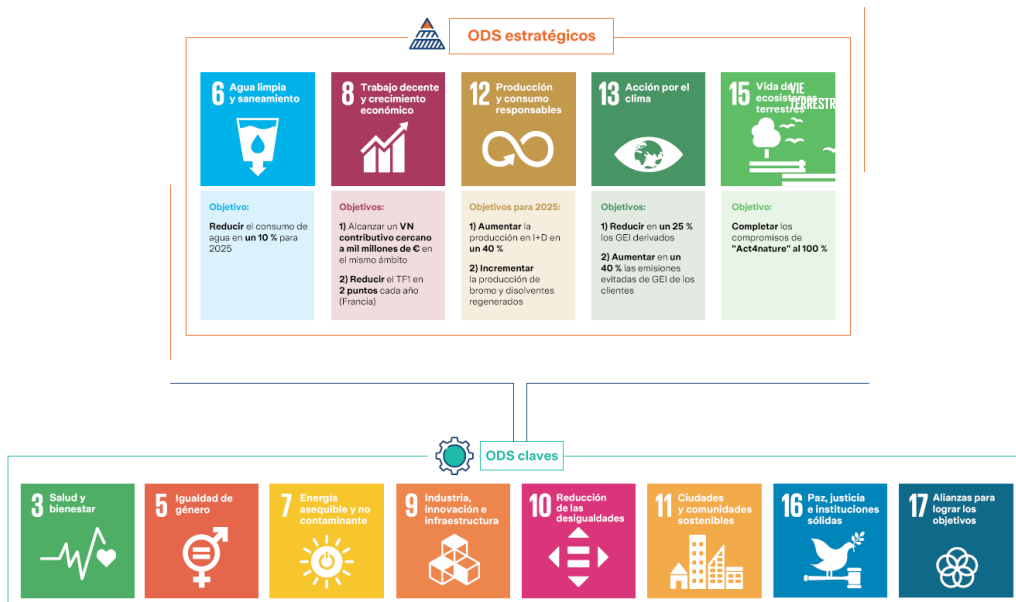 ODS estratégicos
6 Agua limpia
y saneamiento
Objetivo:
Reducir el consumo de
agua en un 10 % para
2025
8 Trabajo decente
y crecimiento
económico
Objetivos:
1) Alcanzar un VN
contributivo cercano
a mil millones de € en
el mismo ámbito
2) Reducir el TF1 en
2 puntos cada año
(Francia)
12 Producción
y consumo
responsables
Objetivos para 2025:
1) Aumentar la
producción en I+D en
un 40 %
2) Incrementar
la producción de
bromo y disolventes
regenerados
13 Acción por el
clima
Objetivos:
1) Reducir en un 25 %
los GEI derivados
2) Aumentar en un
40 % las emisiones
evitadas de GEI de los
clientes
15 Vida de
ecosistemas
terrestres
VIE
TERRESTR
Objetivo:
Completar los
compromisos de
"Act4nature" al 100 %
ODS claves
3 Salud y
bienestar
5 Igualdad de
género
7 Energía
asequible y no
contaminante
9 Industria,
innovación e
infraestructura
10 Reducción
de las
desigualdades
11 Ciudades
y comunidades
sostenibles
16 Paz, justicia
e instituciones
sólidas
17 Alianzas para
lograr los
objetivos